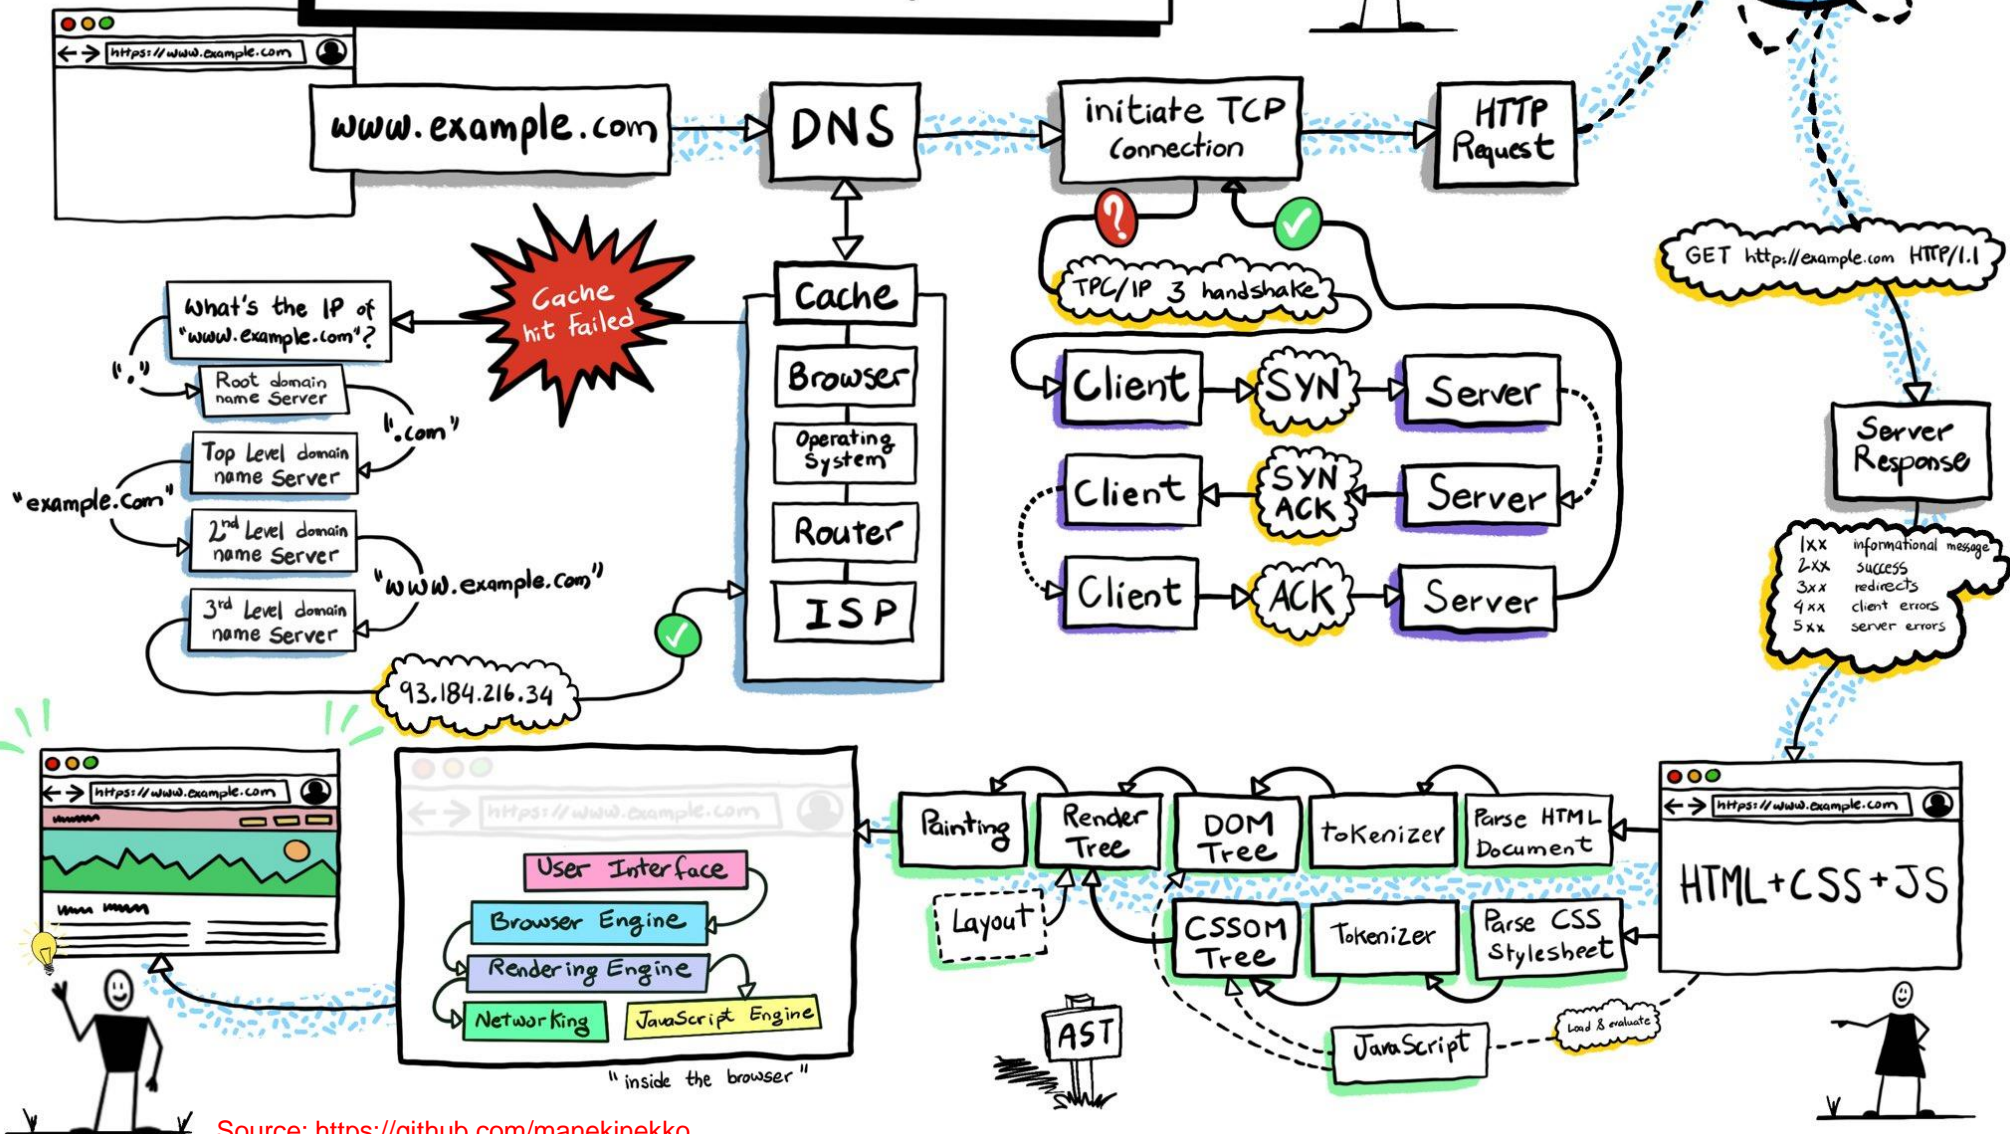 https://www.example.com
www.example.com
DNS
initiate TCP
Connection
HTTP
Request
GET http://example.com HTTP/1.1
What's the IP of
"www.example.com"?
Cache
hit Failed
Cache
Browser
Operating
System
Router
ISP
TPC/IP 3 handshake
"."
Root domain
name Server
".com"
Top Level domain
name Server
"example.com"
2nd Level domain
name Server
"www.example.com"
3rd Level domain
name Server
93.184.216.34
Client
SYN
Server
Client
SYN
ACK
Server
Client
ACK
Server
Server
Response
1xx informational message
2xx success
3xx redirects
4xx client errors
5xx server errors
https://www.example.com
HTML+CSS+JS
Parse HTML
Document
tokenizer
DOM
Tree
Render
Tree
Painting
Layout
Parse CSS
Stylesheet
Tokenizer
CSSOM
Tree
Load & evaluate
JavaScript
AST
https://www.example.com
User Interface
Browser Engine
Rendering Engine
Networking
JavaScript Engine
"inside the browser"
https://www.example.com
Source: https://github.com/manekinekko